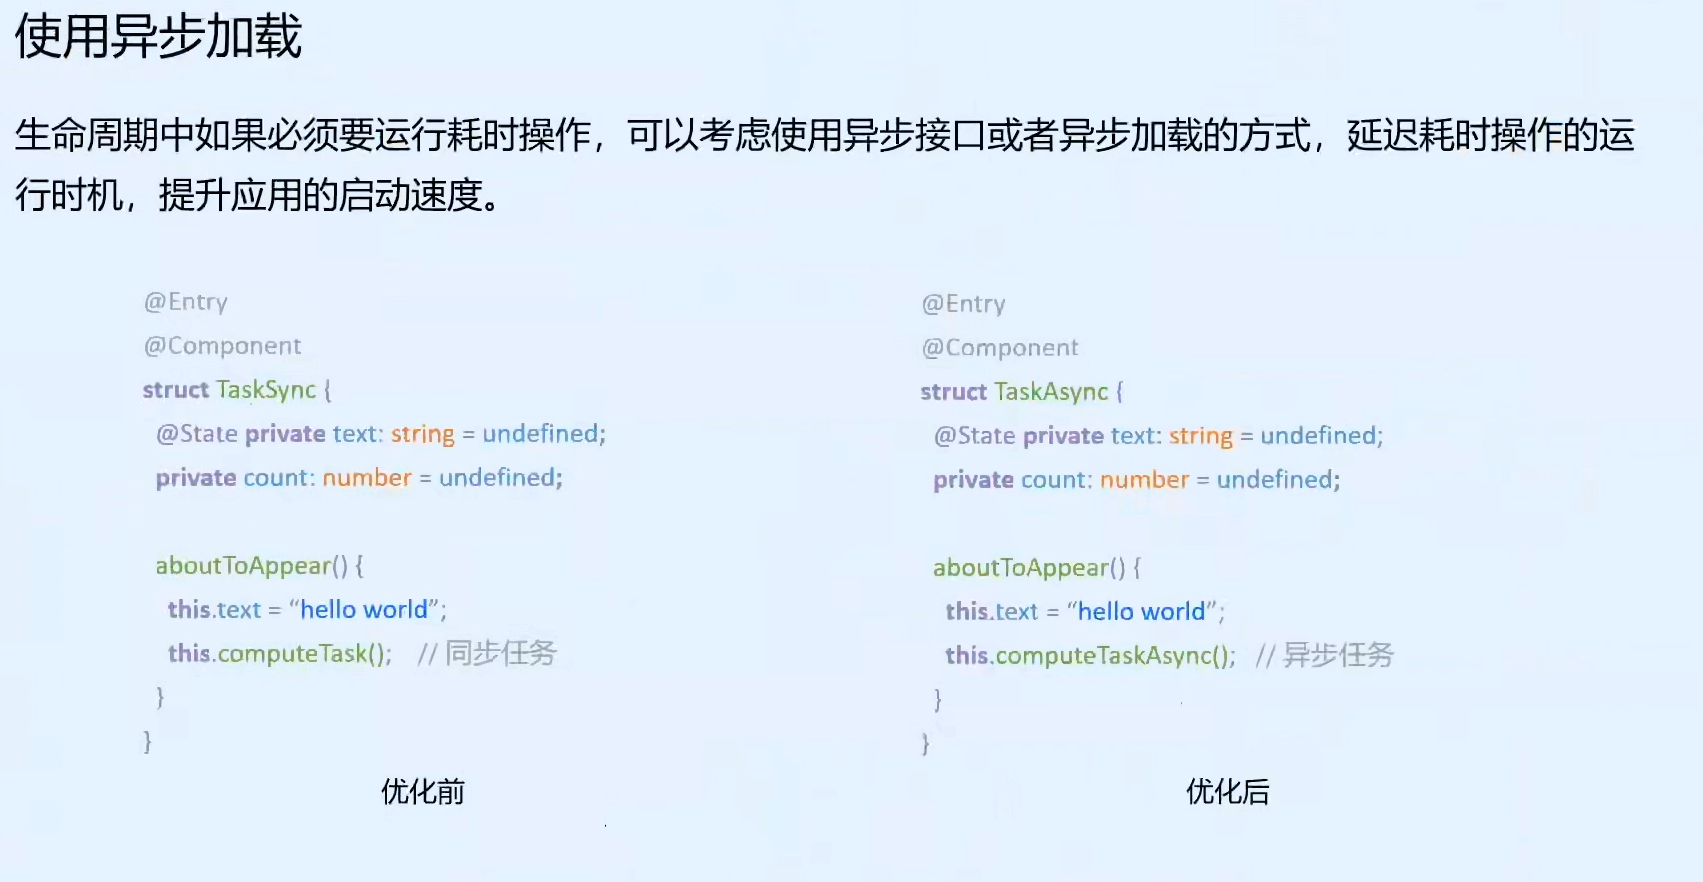 使用异步加载
生命周期中如果必须要运行耗时操作，可以考虑使用异步接口或者异步加载的方式，延迟耗时操作的运
行时机，提升应用的启动速度。
@Entry
@Component
struct TaskSync {
@State private text: string = undefined;
private count: number = undefined;
aboutToAppear() {
this.text = “hello world”;
this.computeTask(); // 同步任务
}
}
优化前
@Entry
@Component
struct TaskAsync {
@State private text: string = undefined;
private count: number = undefined;
aboutToAppear() {
this.text = “hello world”;
this.computeTaskAsync(); // 异步任务
}
}
优化后